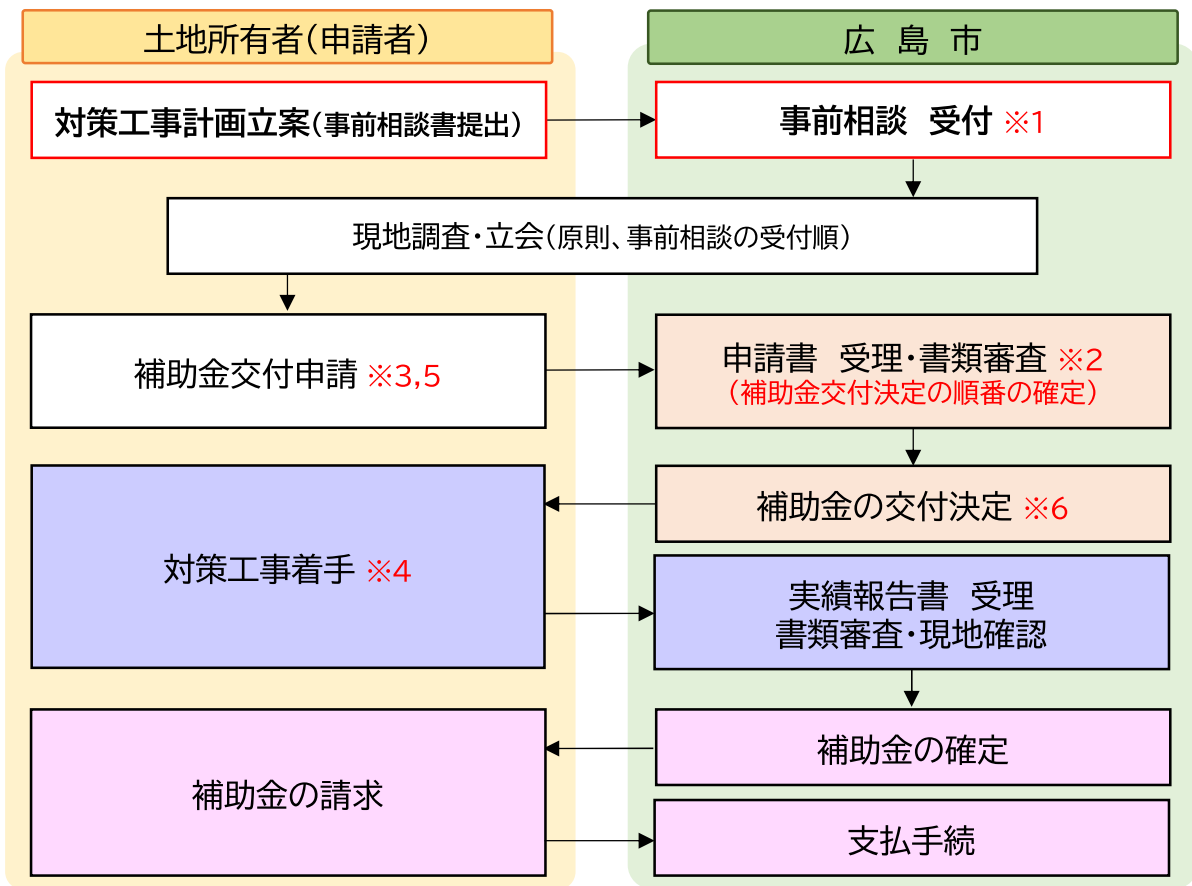 土地所有者(申請者)
広 島 市
対策工事計画立案(事前相談書提出)
事前相談 受付 ※1
現地調査・立会(原則、事前相談の受付順)
補助金交付申請 ※3,5
申請書 受理・書類審査 ※2
(補助金交付決定の順番の確定)
補助金の交付決定 ※6
対策工事着手 ※4
実績報告書 受理
書類審査・現地確認
補助金の確定
補助金の請求
支払手続